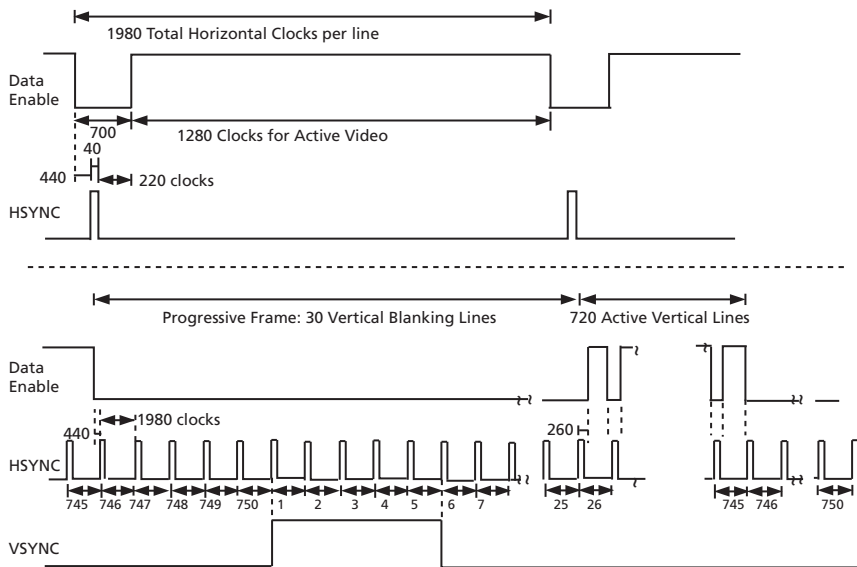 1980 Total Horizontal Clocks per line
Data
Enable
700
1280 Clocks for Active Video
40
440
220 clocks
HSYNC
Progressive Frame: 30 Vertical Blanking Lines
720 Active Vertical Lines
Data
Enable
1980 clocks
440
260
HSYNC
745 746 747 748 749 750 1 2 3 4 5 6 7 25 26 745 746 750
VSYNC